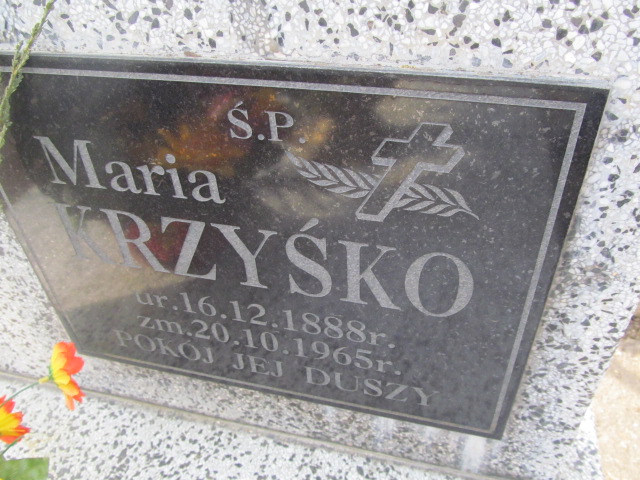 Ś.P.
Maria
KRZYŚKO
ur.16.12.1888r.
zm.20.10.1965r.
POKÓJ JEJ DUSZY